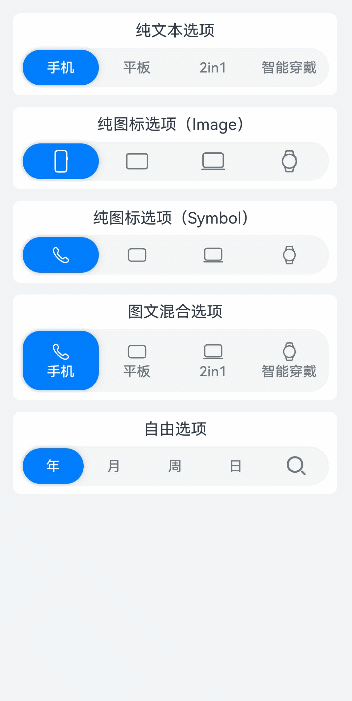 纯文本选项
手机 平板 2in1 智能穿戴
纯图标选项（Image）
纯图标选项（Symbol）
图文混合选项
手机 平板 2in1 智能穿戴
自由选项
年 月 周 日